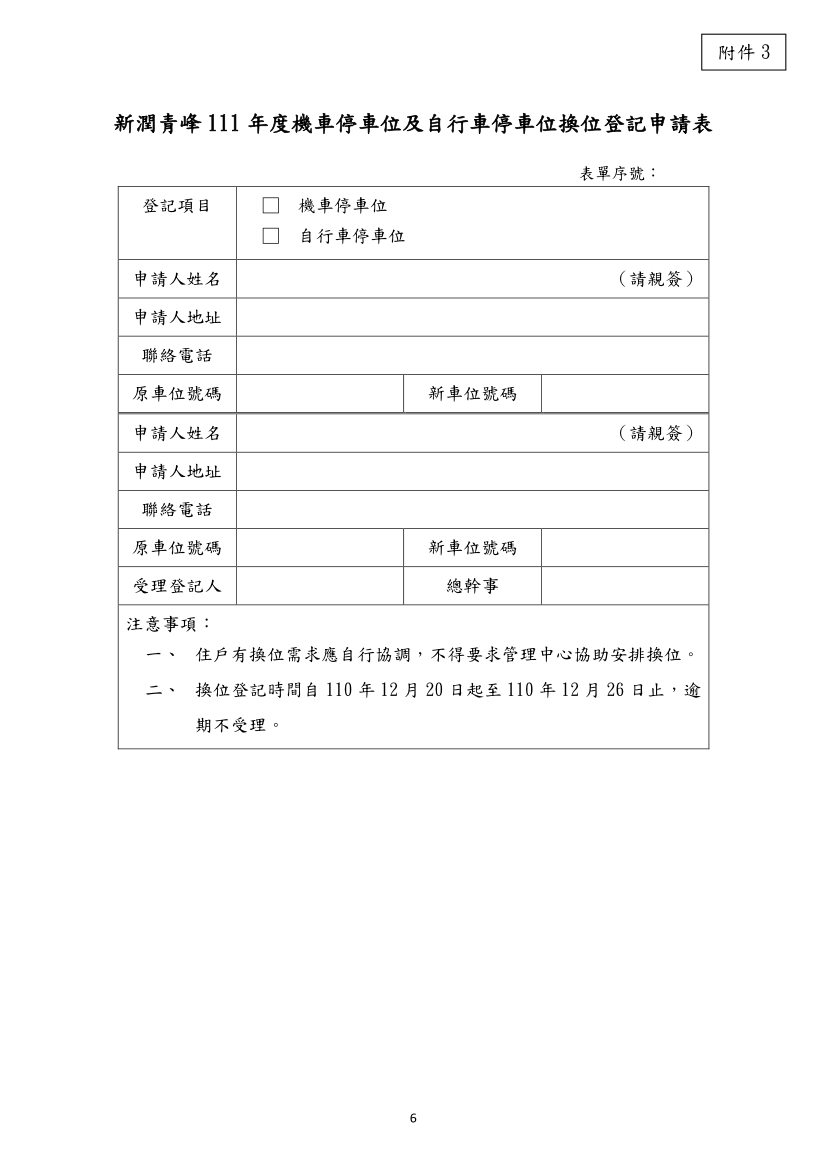 附件 3
新潤青峰 111 年度機車停車位及自行車停車位換位登記申請表
表單序號：
登記項目
□ 機車停車位
□ 自行車停車位
申請人姓名 （請親簽）
申請人地址
聯絡電話
原車位號碼 新車位號碼
申請人姓名 （請親簽）
申請人地址
聯絡電話
原車位號碼 新車位號碼
受理登記人 總幹事
注意事項：
一、 住戶有換位需求應自行協調，不得要求管理中心協助安排換位。
二、 換位登記時間自 110 年 12 月 20 日起至 110 年 12 月 26 日止，逾
期不受理。
6